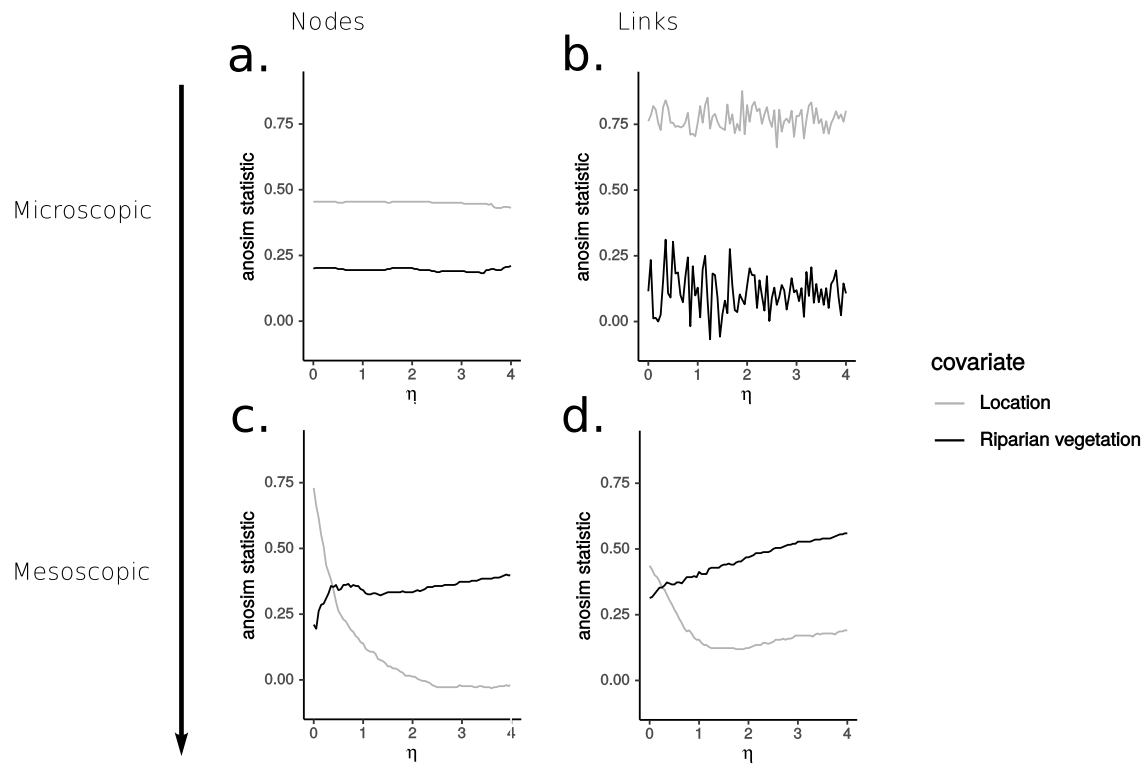 Nodes
Links
a.
b.
0.75
0.50
0.25
0.00
anosim statistic
0 1 2 3 4
η
0.75
0.50
0.25
0.00
anosim statistic
0 1 2 3 4
η
Microscopic
covariate
Location
Riparian vegetation
c.
d.
0.75
0.50
0.25
0.00
anosim statistic
0 1 2 3 4
η
0.75
0.50
0.25
0.00
anosim statistic
0 1 2 3 4
η
Mesoscopic